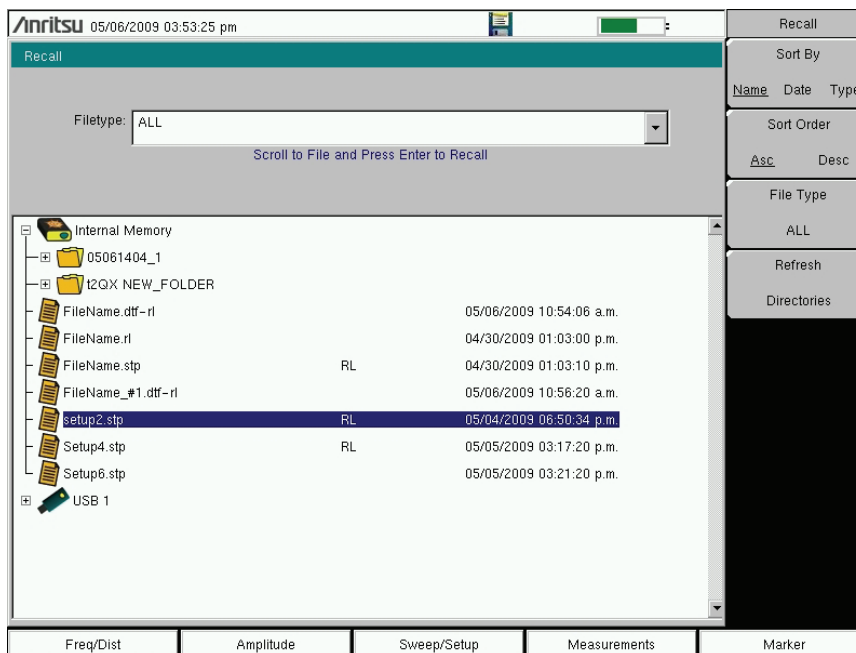 Anritsu 05/06/2009 03:53:25 pm
Recall
Filetype: ALL
Scroll to File and Press Enter to Recall
Internal Memory
05061404_1
t2QX NEW_FOLDER
FileName.dtf-rl 05/06/2009 10:54:06 a.m.
FileName.rl 04/30/2009 01:03:00 p.m.
FileName.stp RL 04/30/2009 01:03:10 p.m.
FileName_#1.dtf-rl 05/06/2009 10:56:20 a.m.
setup2.stp RL 05/04/2009 06:50:34 p.m.
Setup4.stp RL 05/05/2009 03:17:20 p.m.
Setup6.stp 05/05/2009 03:21:20 p.m.
USB 1
Recall
Sort By
Name Date Type
Sort Order
Asc Desc
File Type
ALL
Refresh
Directories
Freq/Dist Amplitude Sweep/Setup Measurements Marker